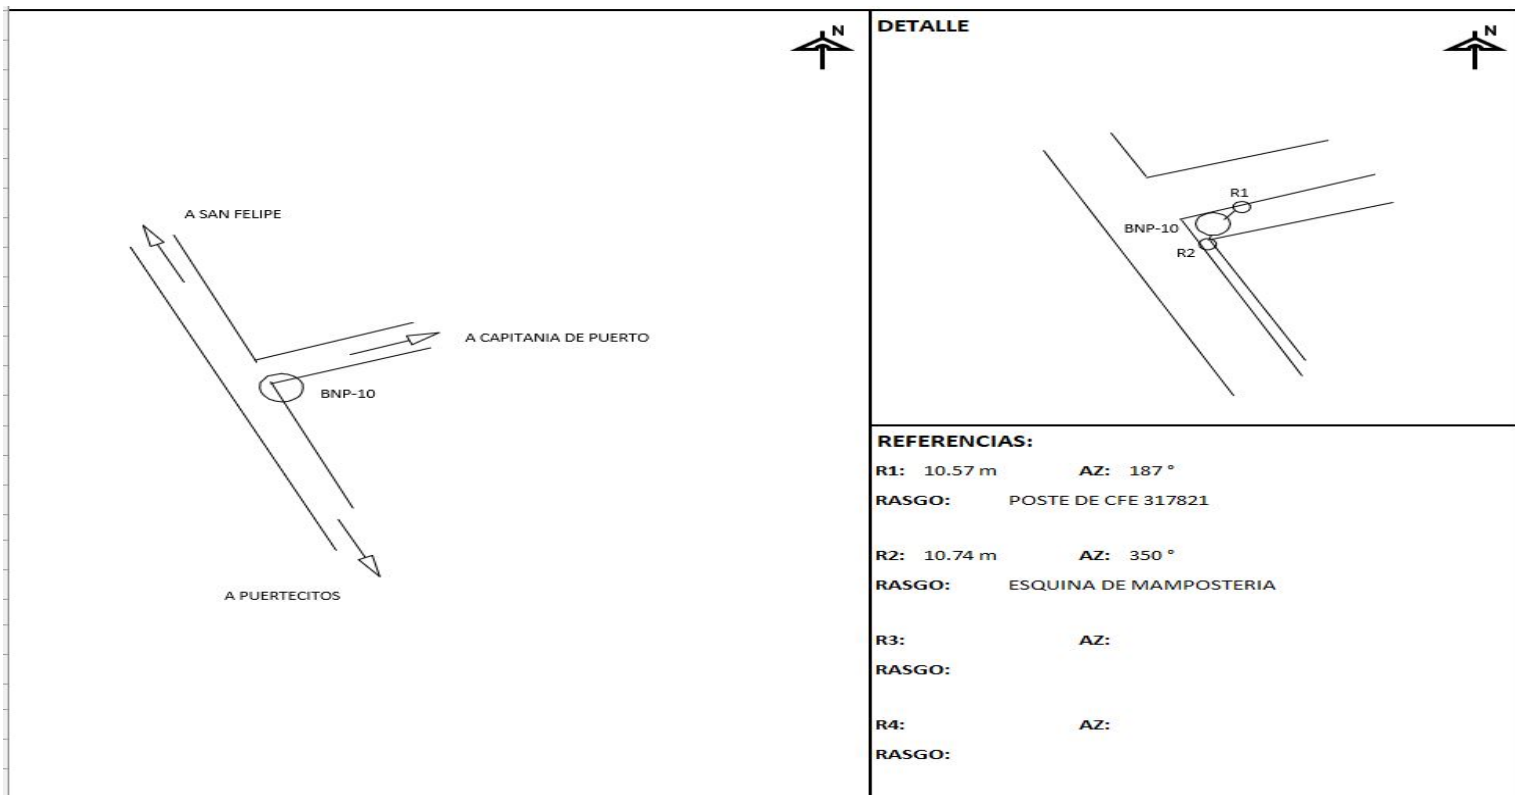 N
A SAN FELIPE
A CAPITANIA DE PUERTO
BNP-10
A PUERTECITOS
DETALLE
N
R1
BNP-10
R2
REFERENCIAS:
R1: 10.57 m AZ: 187 °
RASGO: POSTE DE CFE 317821
R2: 10.74 m AZ: 350 °
RASGO: ESQUINA DE MAMPOSTERIA
R3: AZ:
RASGO:
R4: AZ:
RASGO: